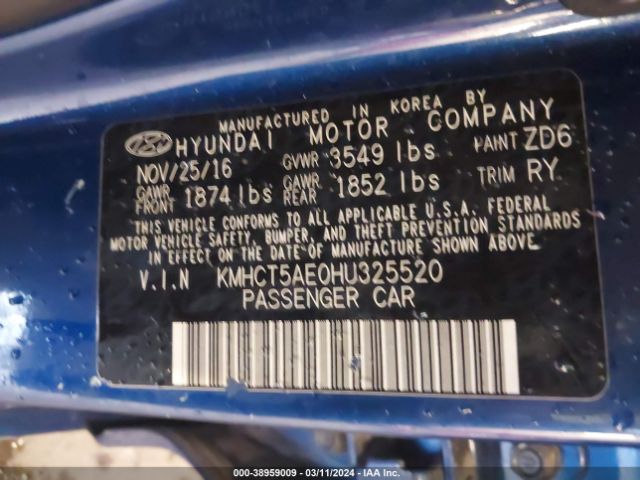 MANUFACTURED IN KOREA BY
HYUNDAI MOTOR COMPANY
NOV/25/16 GVWR 3549 lbs PAINT ZD6
GAWR FRONT 1874 lbs GAWR REAR 1852 lbs TRIM RY
THIS VEHICLE CONFORMS TO ALL APPLICABLE U.S.A. FEDERAL
MOTOR VEHICLE SAFETY, BUMPER, AND THEFT PREVENTION STANDARDS
IN EFFECT ON THE DATE OF MANUFACTURE SHOWN ABOVE.
V.I.N KMHCT5AE0HU325520
PASSENGER CAR
000-38959009 | 03/11/2024 | IAA Inc.